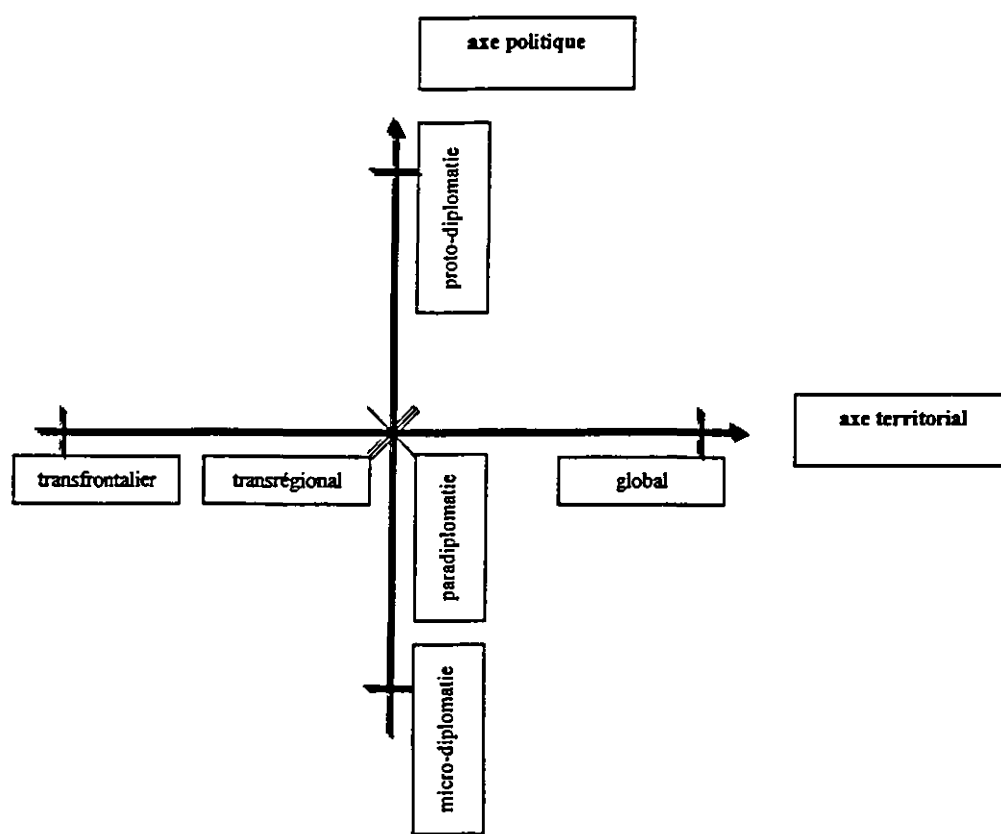 axe politique
proto-diplomatie
axe territorial
transfrontalier
transrégional
global
paradiplomatie
micro-diplomatie